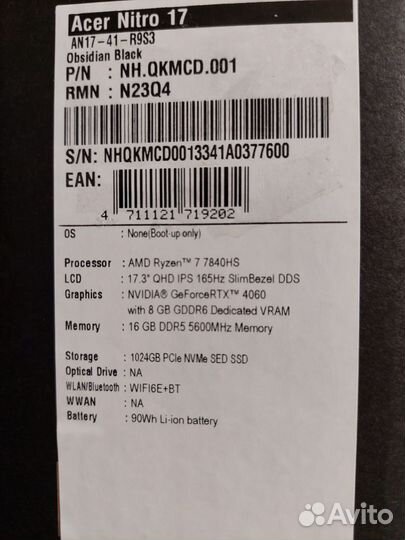 Acer Nitro 17
AN17-41-R9S3
Obsidian Black
P/N : NH.QKMCD.001
RMN : N23Q4
S/N: NHQKMCD0013341A0377600
EAN:
4 711121 719202
OS : None(Boot-up only)
Processor : AMD Ryzen™ 7 7840HS
LCD : 17.3" QHD IPS 165Hz SlimBezel DDS
Graphics : NVIDIA® GeForceRTX™ 4060
with 8 GB GDDR6 Dedicated VRAM
Memory : 16 GB DDR5 5600MHz Memory
Storage : 1024GB PCIe NVMe SED SSD
Optical Drive : NA
WLAN/Bluetooth : WIFI6E+BT
WWAN : NA
Battery : 90Wh Li-ion battery
Avito